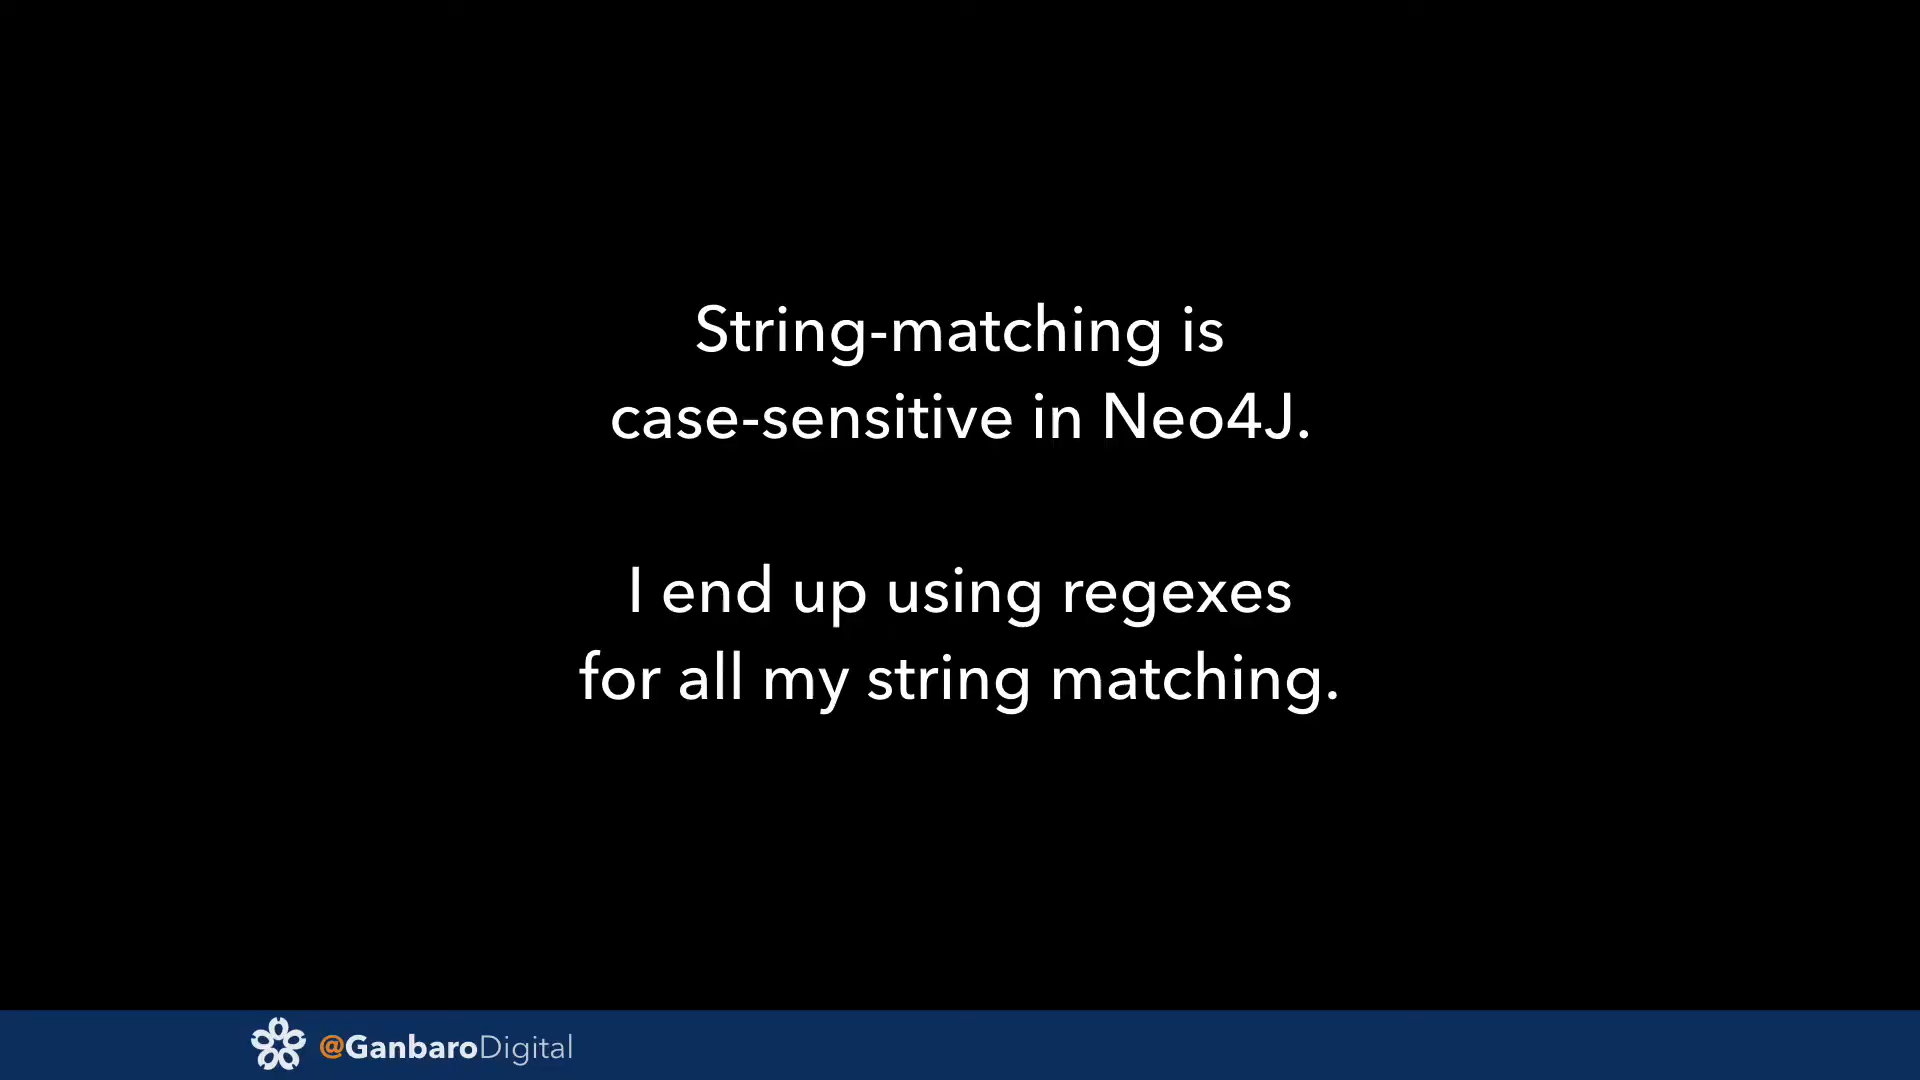 String-matching is
case-sensitive in Neo4J.
I end up using regexes
for all my string matching.
@GanbaroDigital